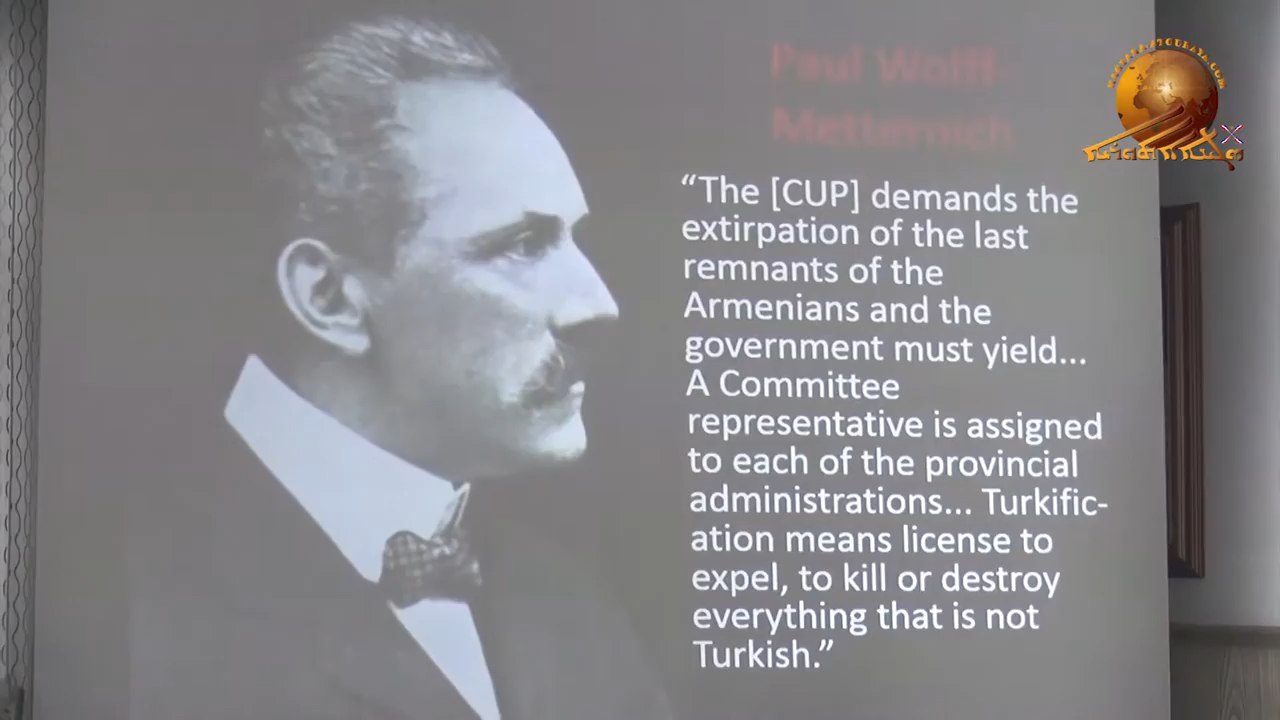 Paul Wolff-
Metternich
“The [CUP] demands the
extirpation of the last
remnants of the
Armenians and the
government must yield...
A Committee
representative is assigned
to each of the provincial
administrations... Turkific-
ation means license to
expel, to kill or destroy
everything that is not
Turkish.”